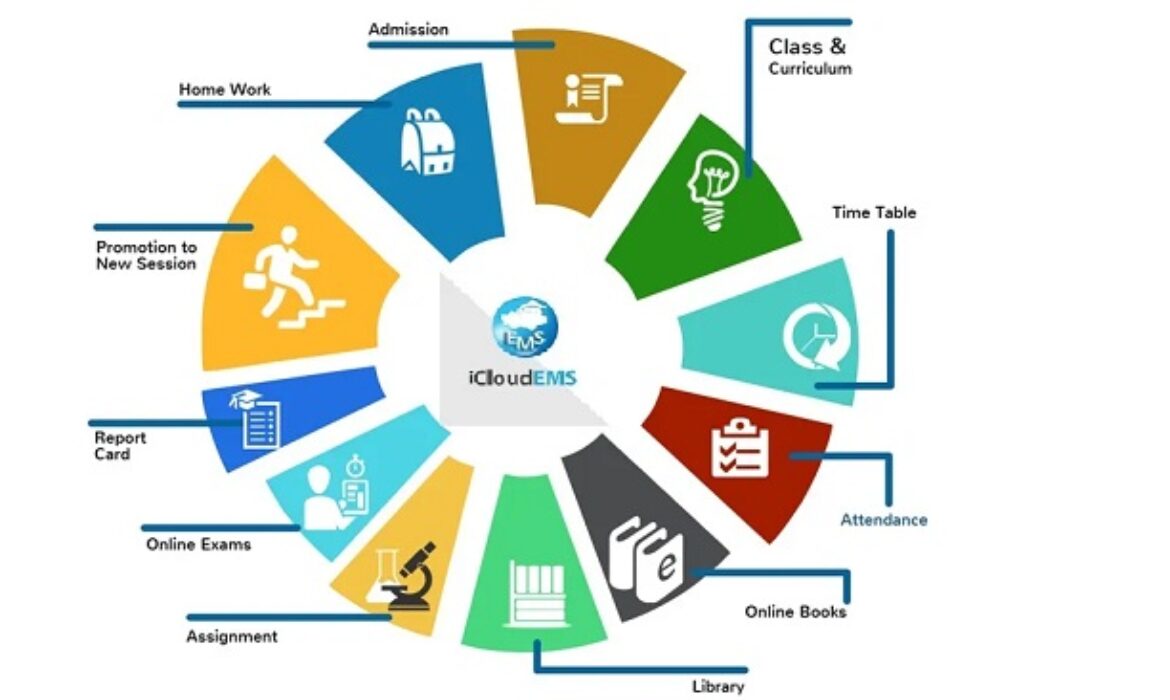 Admission
Class &
Curriculum
Home Work
Time Table
Promotion to
New Session
EMS
iCloudEMS
Report
Card
Attendance
Online Exams
e
Online Books
Assignment
Library